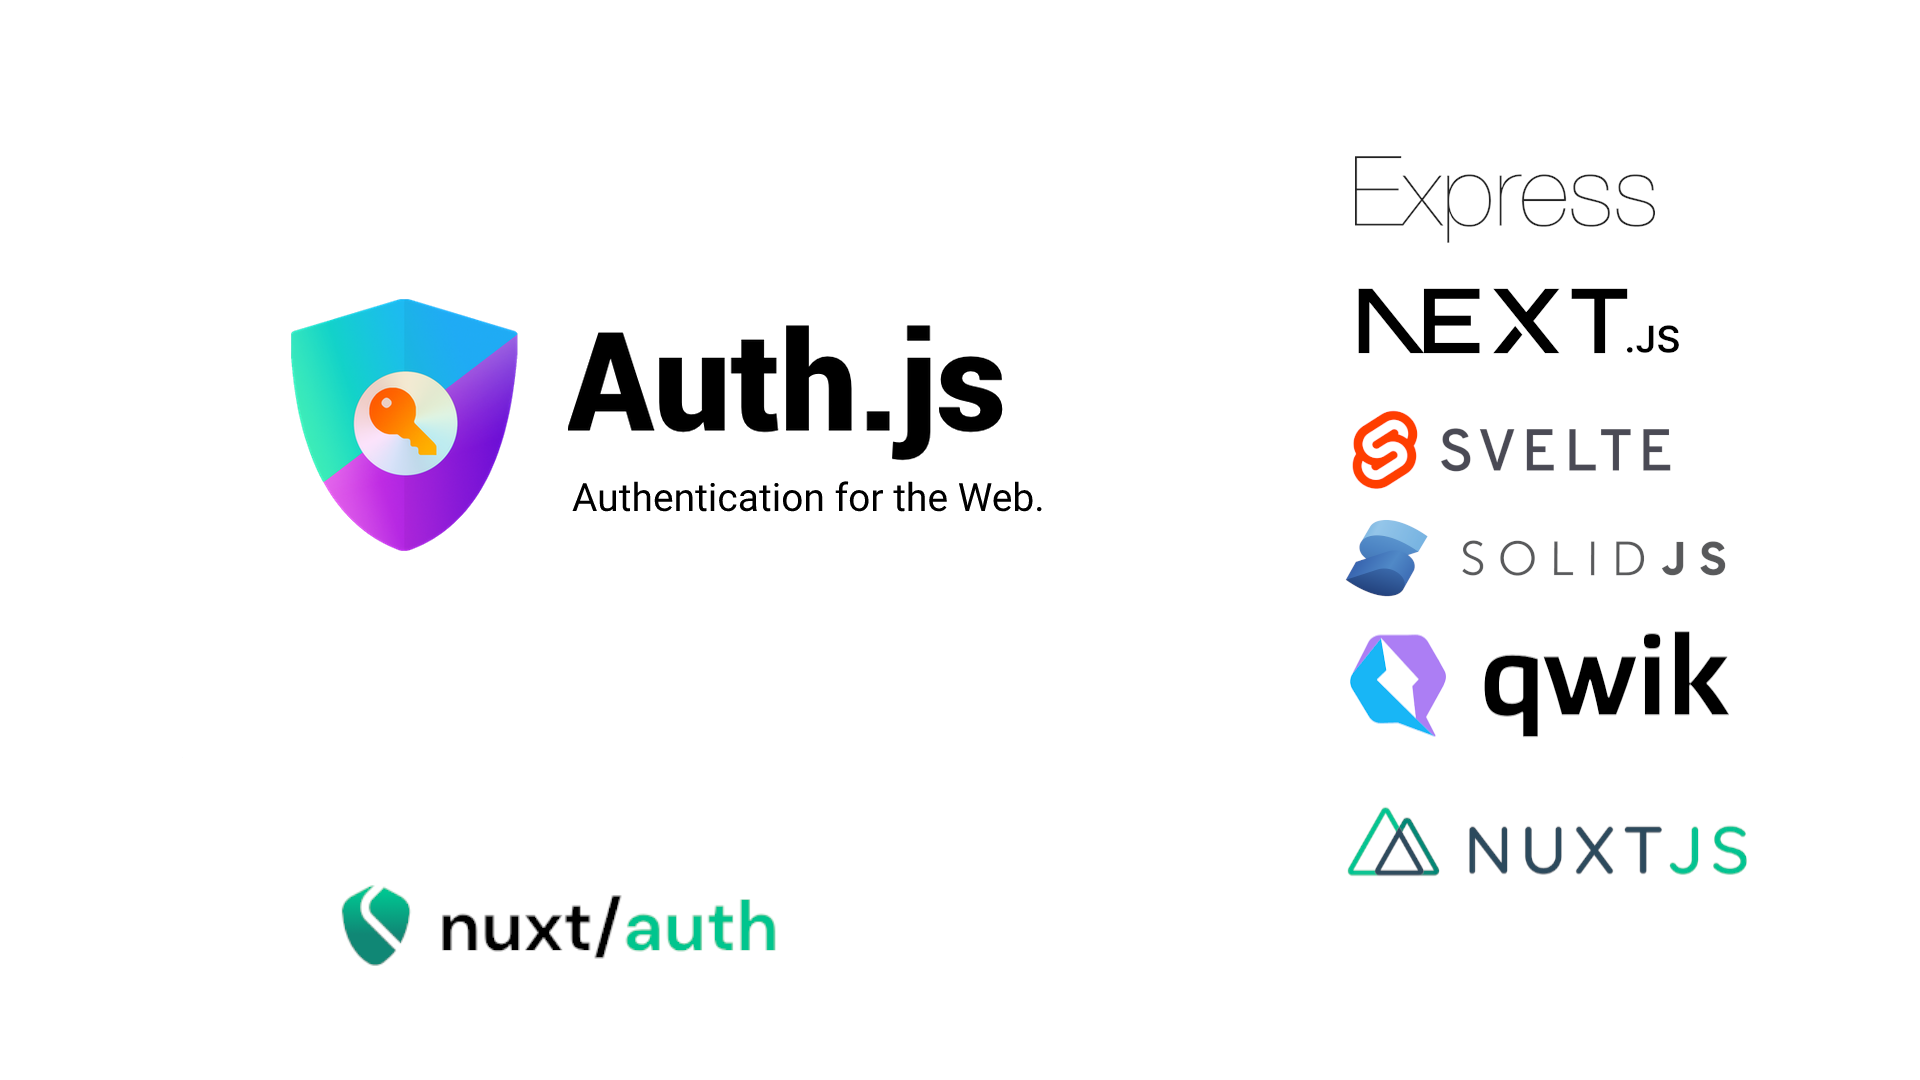 Auth.js
Authentication for the Web.
nuxt/auth
Express
NEXT.JS
SVELTE
SOLIDJS
qwik
NUXTJS